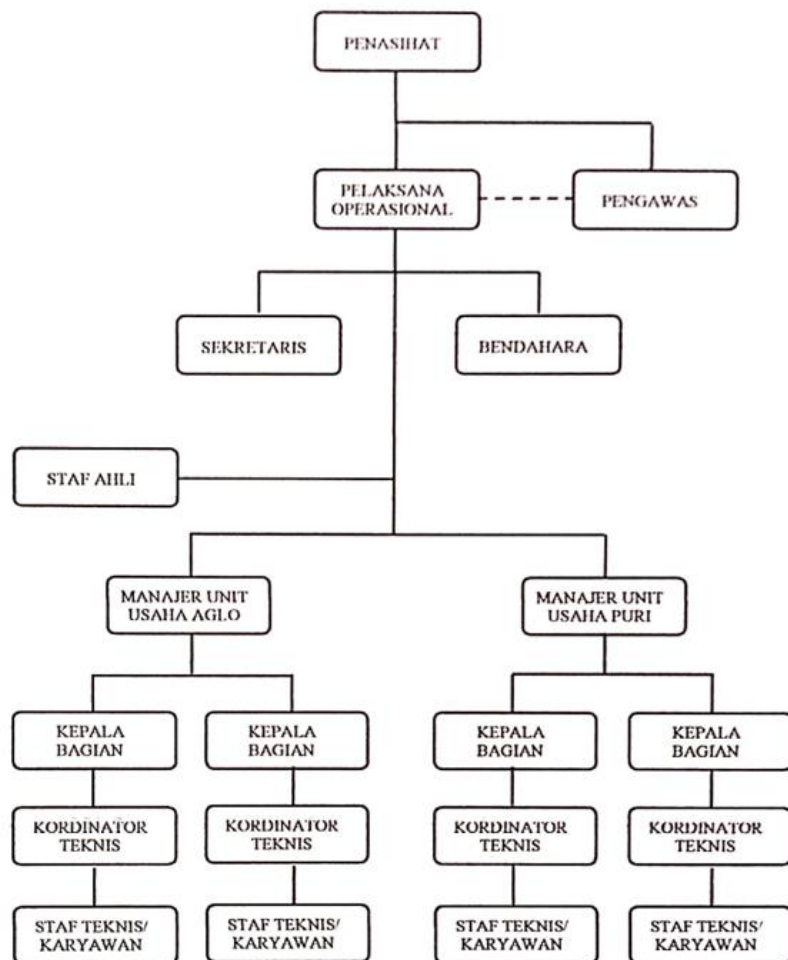 PENASIHAT
PELAKSANA
OPERASIONAL
PENGAWAS
SEKRETARIS
BENDAHARA
STAF AHLI
MANAJER UNIT
USAHA AGLO
MANAJER UNIT
USAHA PURI
KEPALA
BAGIAN
KEPALA
BAGIAN
KEPALA
BAGIAN
KEPALA
BAGIAN
KORDINATOR
TEKNIS
KORDINATOR
TEKNIS
KORDINATOR
TEKNIS
KORDINATOR
TEKNIS
STAF TEKNIS/
KARYAWAN
STAF TEKNIS/
KARYAWAN
STAF TEKNIS/
KARYAWAN
STAF TEKNIS/
KARYAWAN